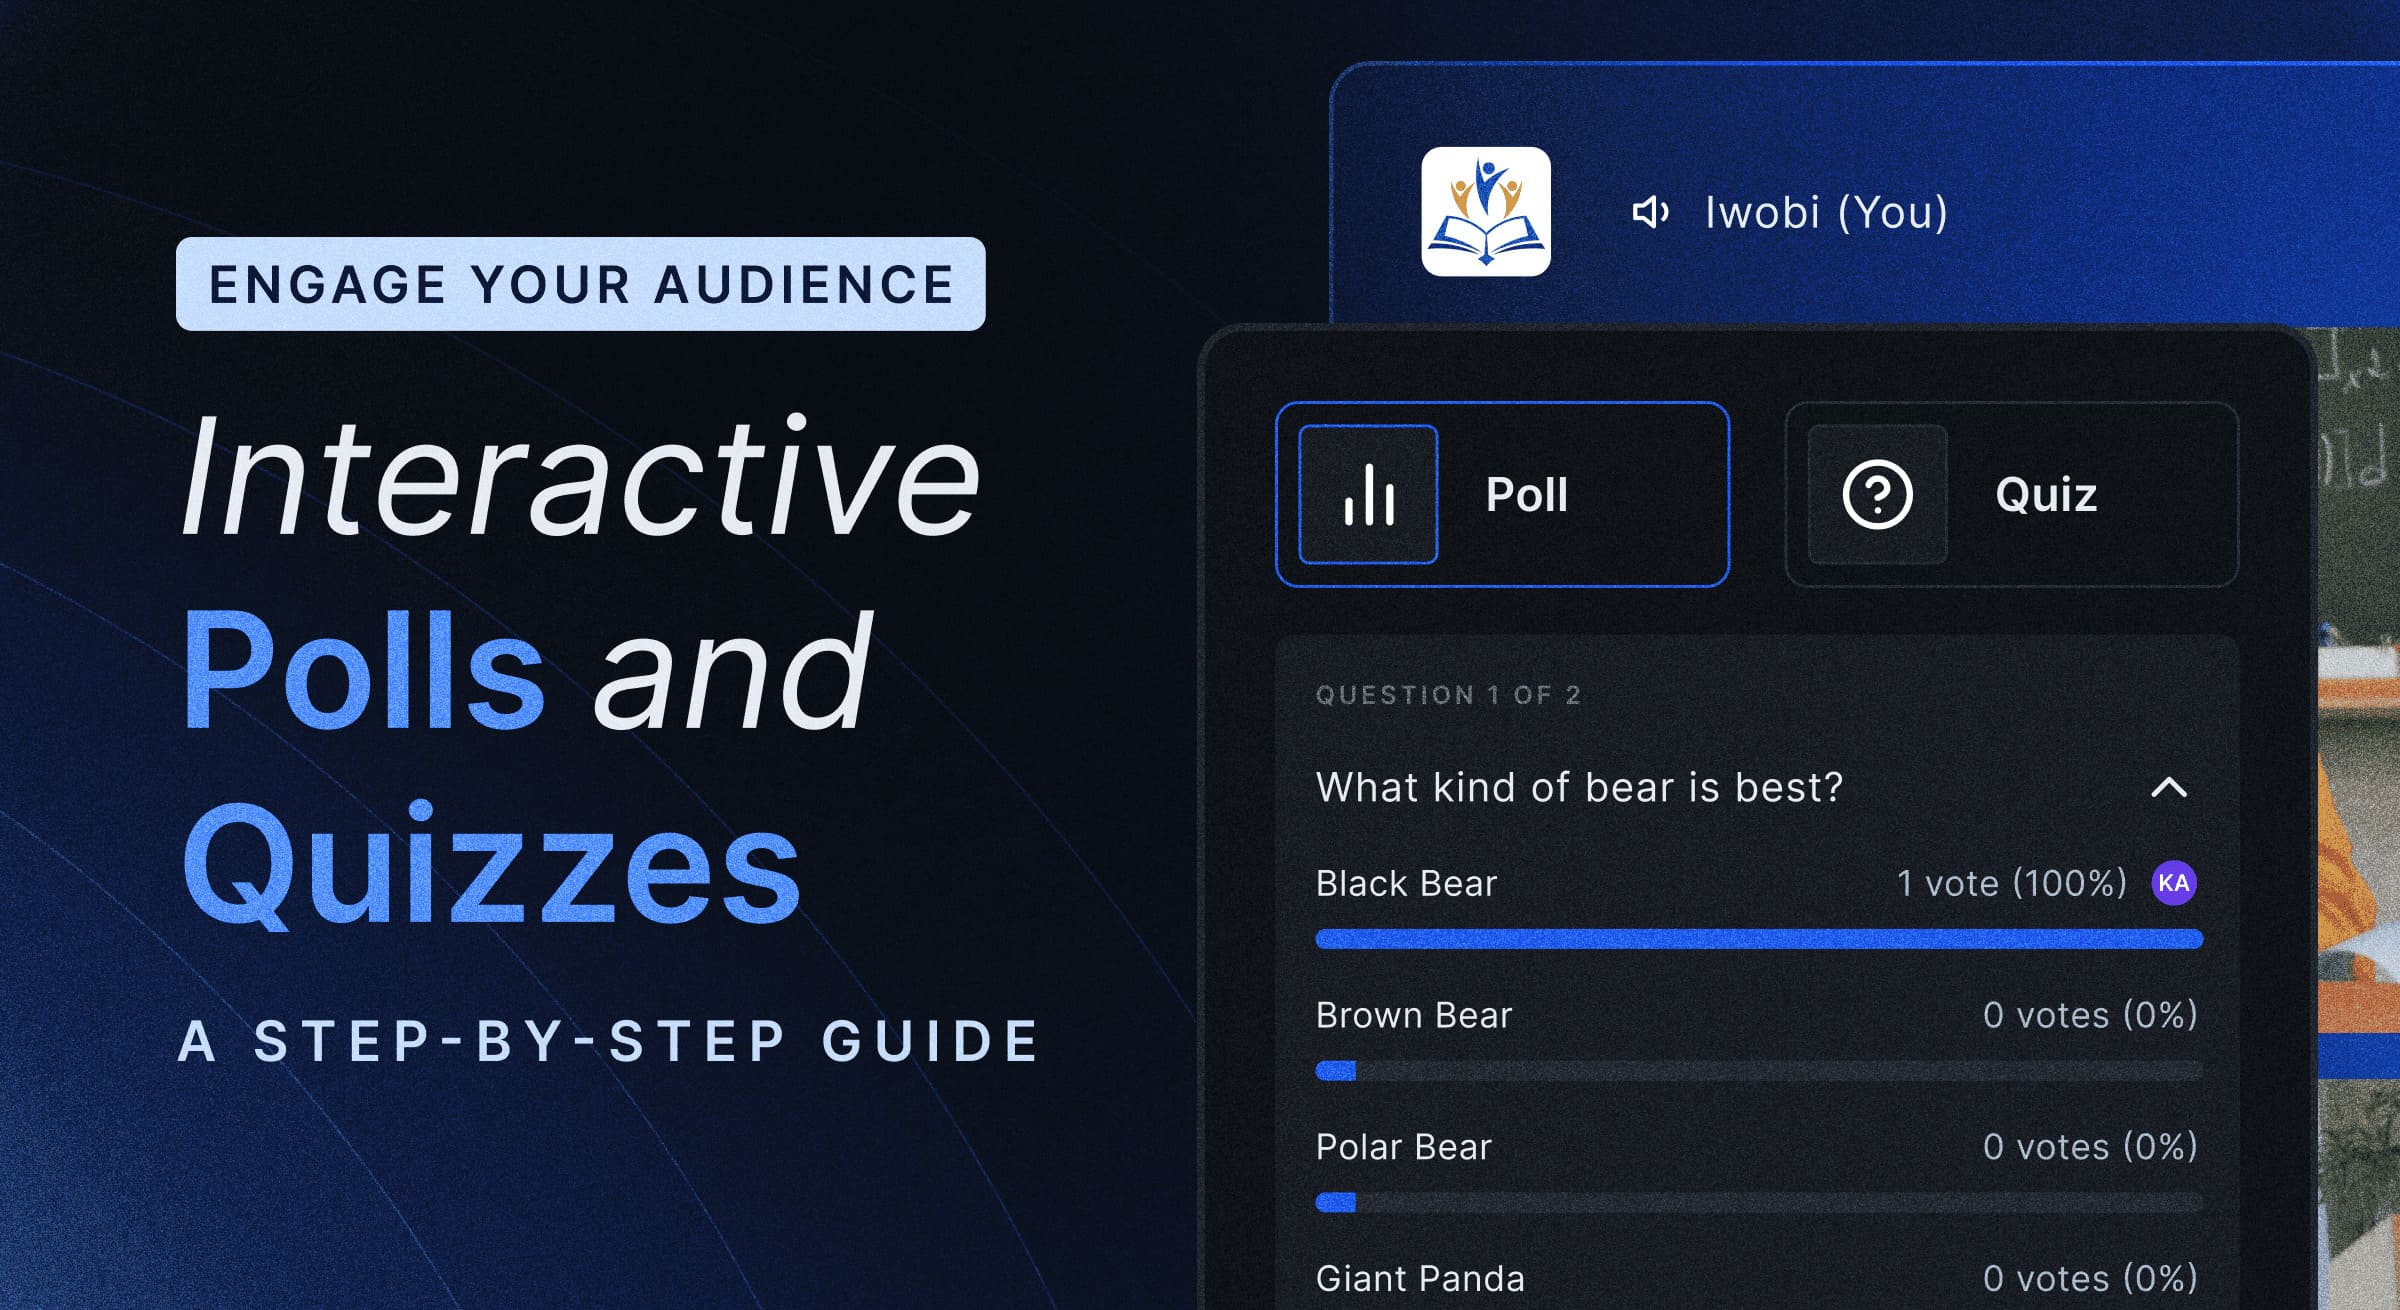 ENGAGE YOUR AUDIENCE
Interactive
Polls and
Quizzes
A STEP-BY-STEP GUIDE
Iwobi (You)
Poll
Quiz
QUESTION 1 OF 2
What kind of bear is best?
Black Bear
1 vote (100%)
KA
Brown Bear
0 votes (0%)
Polar Bear
0 votes (0%)
Giant Panda
0 votes (0%)